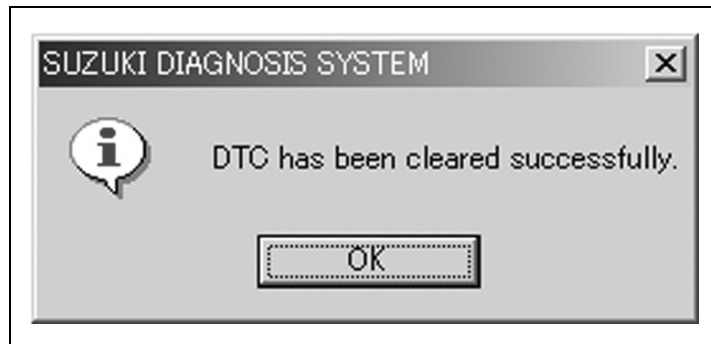 SUZUKI DIAGNOSIS SYSTEM
DTC has been cleared successfully.
OK